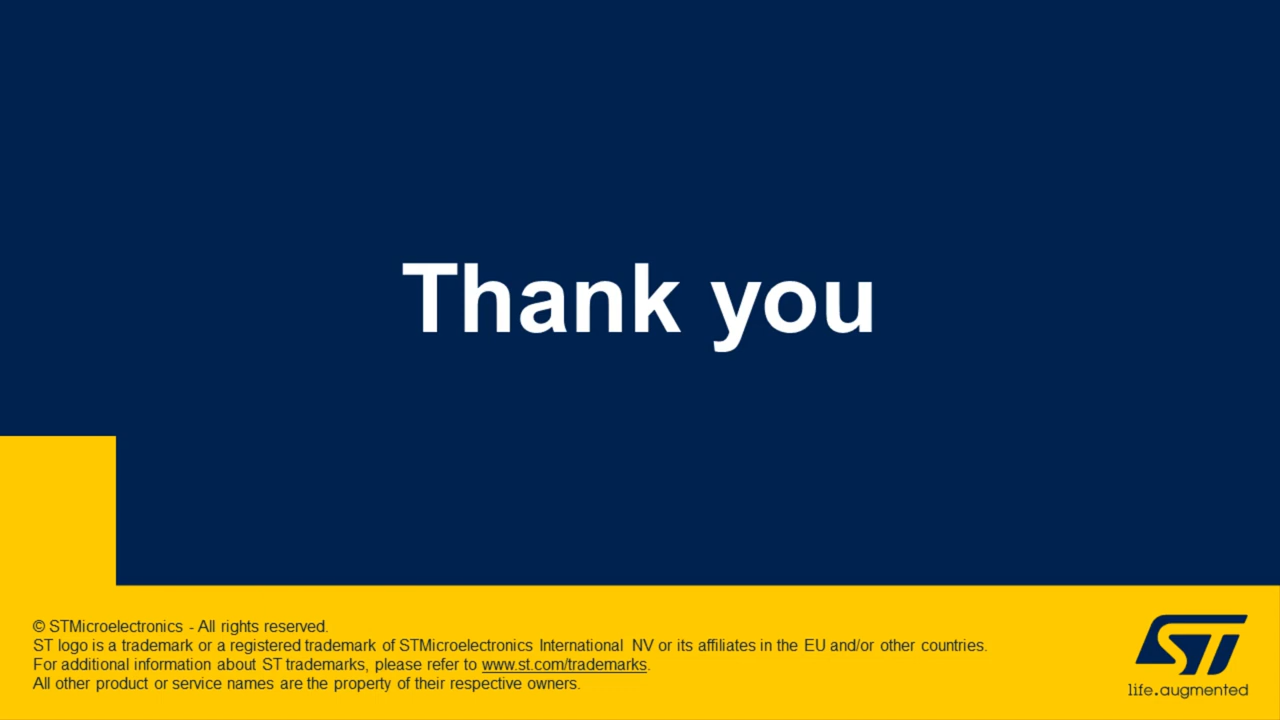 Thank you
© STMicroelectronics - All rights reserved.
ST logo is a trademark or a registered trademark of STMicroelectronics International NV or its affiliates in the EU and/or other countries.
For additional information about ST trademarks, please refer to www.st.com/trademarks.
All other product or service names are the property of their respective owners.
ST
life.augmented